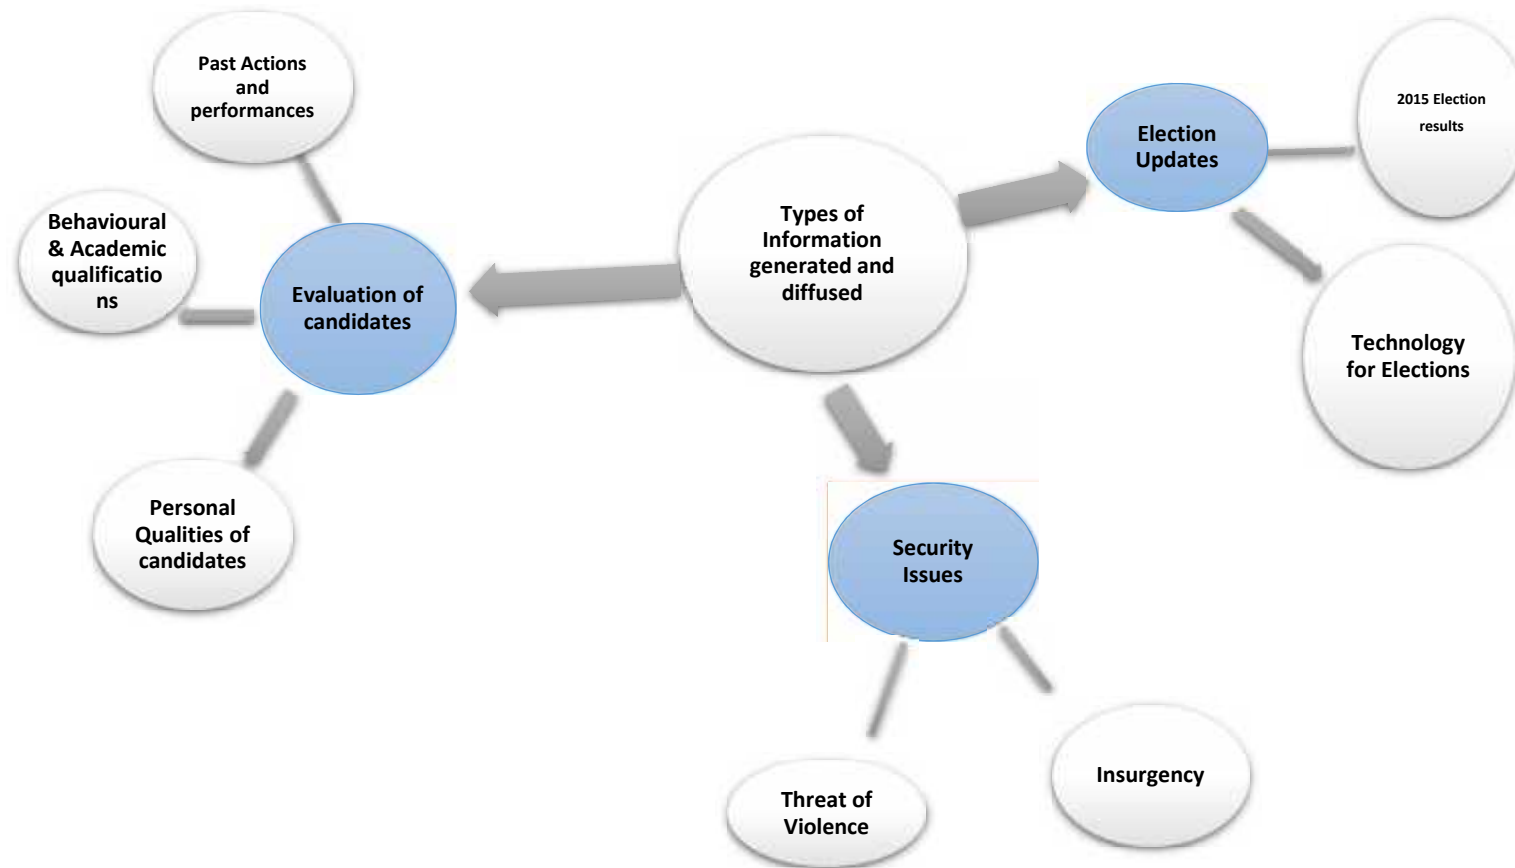 Past Actions
and
performances
Behavioural
& Academic
qualificatio
ns
Evaluation of
candidates
Personal
Qualities of
candidates
Types of
Information
generated and
diffused
Election
Updates
2015 Election
results
Technology
for Elections
Security
Issues
Threat of
Violence
Insurgency